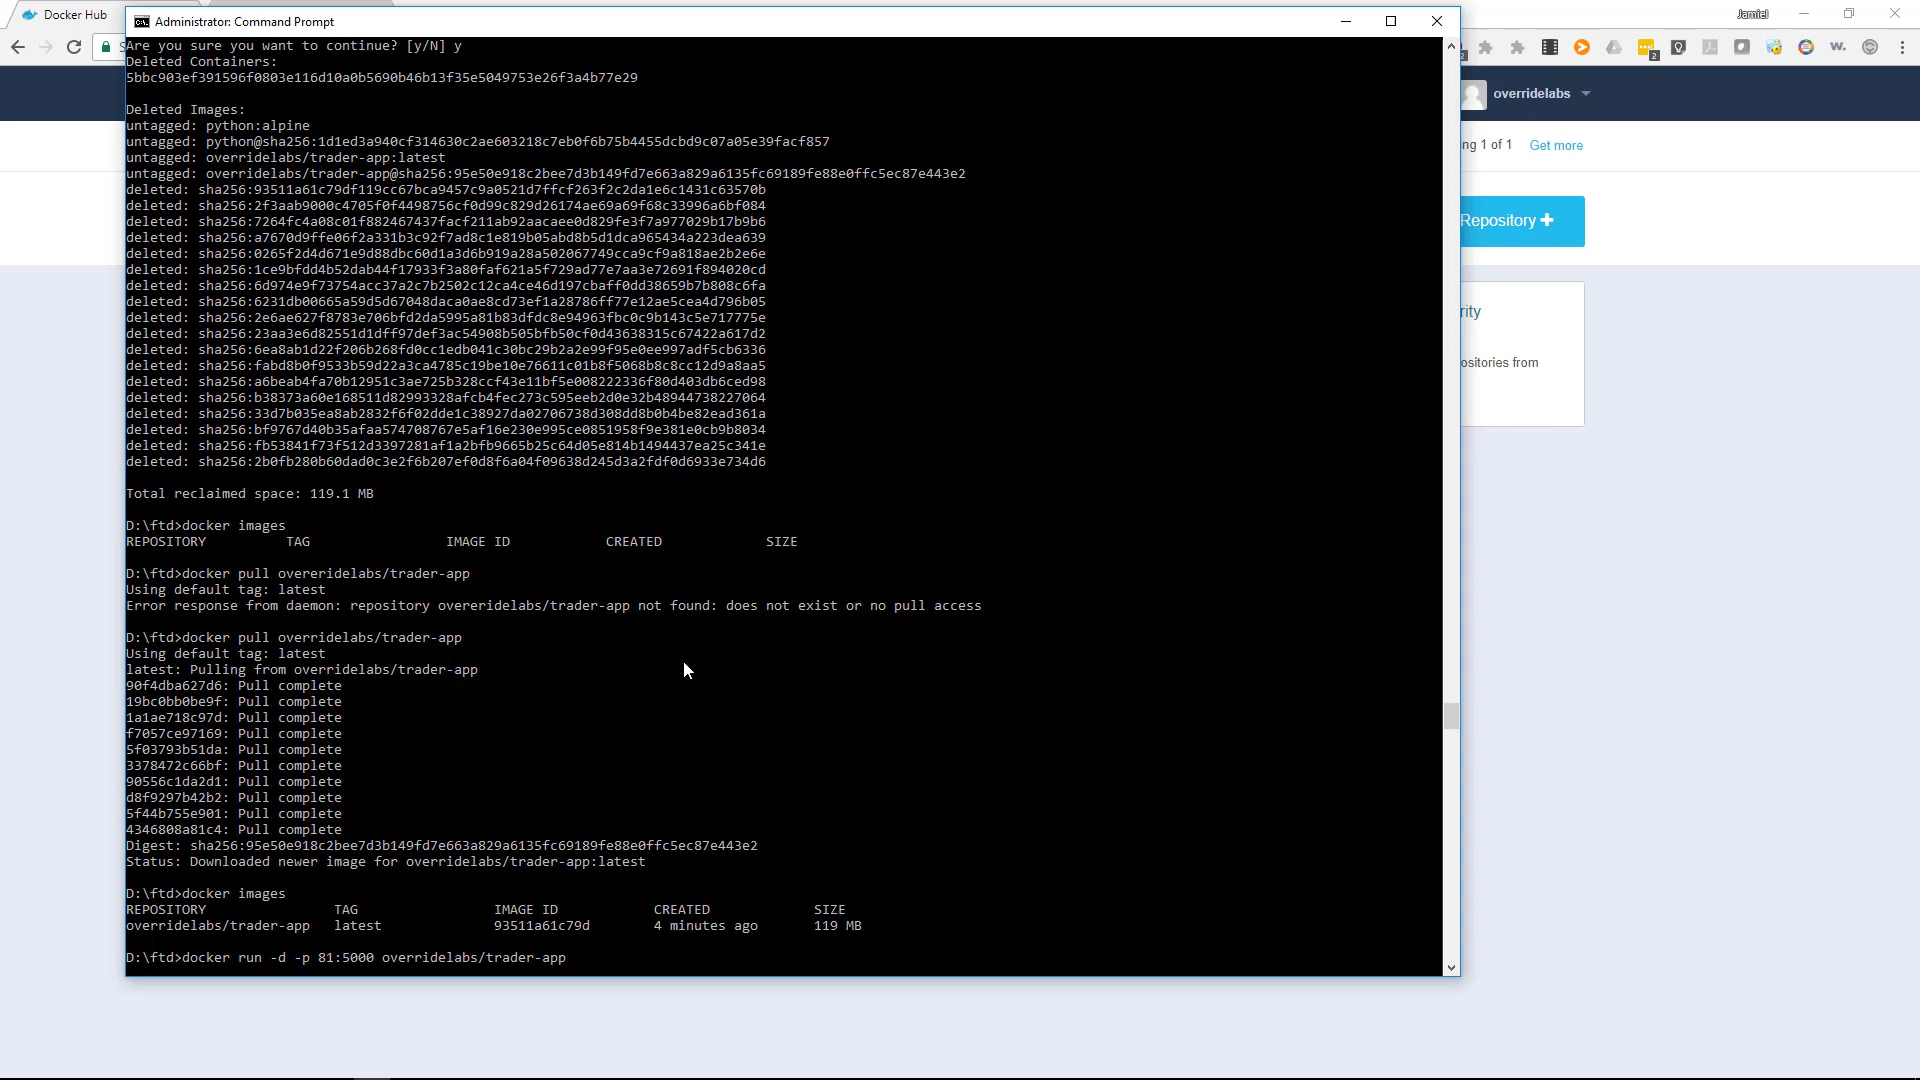 Docker Hub
Administrator: Command Prompt
Jamiel
Are you sure you want to continue? [y/N] y
Deleted Containers:
5bbc903ef391596f0803e116d10a0b5690b46b13f35e5049753e26f3a4b77e29
overridelabs
Deleted Images:
untagged: python:alpine
untagged: python@sha256:1d1ed3a940cf314630c2ae603218c7eb0f6b75b4455dcbd9c07a05e39facf857
ng 1 of 1 Get more
untagged: overridelabs/trader-app:latest
untagged: overridelabs/trader-app@sha256:95e50e918c2bee7d3b149fd7e663a829a6135fc69189fe88e0ffc5ec87e443e2
deleted: sha256:93511a61c79df119cc67bca9457c9a0521d7ffcf263f2c2da1e6c1431c63570b
deleted: sha256:2f3aab9000c4705f0f4498756cf0d99c829d26174ae69a69f68c33996a6bf084
deleted: sha256:7264fc4a08c01f882467437facf211ab92aacaee0d829fe3f7a977029b17b9b6
Repository
deleted: sha256:a7670d9ffe06f2a331b3c92f7ad8c1e819b05abd8b5d1dca965434a223dea639
deleted: sha256:0265f2d4d671e9d88dbc60d1a3d6b919a28a502067749cca9cf9a818ae2b2e6e
deleted: sha256:1ce9bfdd4b52dab44f17933f3a80faf621a5f729ad77e7aa3e72691f894020cd
deleted: sha256:6d974e9f73754acc37a2c7b2502c12ca4ce46d197cbaff0dd38659b7b808c6fa
deleted: sha256:6231db00665a59d5d67048daca0ae8cd73ef1a28786ff77e12ae5cea4d796b05
rity
deleted: sha256:2e6ae627f8783e706bfd2da5995a81b83dfdc8e94963fbc0c9b143c5e717775e
deleted: sha256:23aa3e6d82551d1dff97def3ac54908b505bfb50cf0d43638315c67422a617d2
deleted: sha256:6ea8ab1d22f206b268fd0cc1edb041c30bc29b2a2e99f95e0ee997adf5cb6336
deleted: sha256:fabd8b0f9533b59d22a3ca4785c19be10e76611c01b8f5068b8c8cc12d9a8aa5
ositories from
deleted: sha256:a6beab4fa70b12951c3ae725b328ccf43e11bf5e008222336f80d403db6ced98
deleted: sha256:b38373a60e168511d82993328afcb4fec273c595eeb2d0e32b48944738227064
deleted: sha256:33d7b035ea8ab2832f6f02dde1c38927da02706738d308dd8b0b4be82ead361a
deleted: sha256:bf9767d40b35afaa574708767e5af16e230e995ce0851958f9e381e0cb9b8034
deleted: sha256:fb53841f73f512d3397281af1a2bfb9665b25c64d05e814b1494437ea25c341e
deleted: sha256:2b0fb280b60dad0c3e2f6b207ef0d8f6a04f09638d245d3a2fdf0d6933e734d6
Total reclaimed space: 119.1 MB
D:\ftd>docker images
REPOSITORY TAG IMAGE ID CREATED SIZE
D:\ftd>docker pull overeridelabs/trader-app
Using default tag: latest
Error response from daemon: repository overeridelabs/trader-app not found: does not exist or no pull access
D:\ftd>docker pull overridelabs/trader-app
Using default tag: latest
latest: Pulling from overridelabs/trader-app
90f4dba627d6: Pull complete
19bc0bb0be9f: Pull complete
1a1ae718c97d: Pull complete
f7057ce97169: Pull complete
5f03793b51da: Pull complete
3378472c66bf: Pull complete
90556c1da2d1: Pull complete
d8f9297b42b2: Pull complete
5f44b755e901: Pull complete
4346808a81c4: Pull complete
Digest: sha256:95e50e918c2bee7d3b149fd7e663a829a6135fc69189fe88e0ffc5ec87e443e2
Status: Downloaded newer image for overridelabs/trader-app:latest
D:\ftd>docker images
REPOSITORY TAG IMAGE ID CREATED SIZE
overridelabs/trader-app latest 93511a61c79d 4 minutes ago 119 MB
D:\ftd>docker run -d -p 81:5000 overridelabs/trader-app